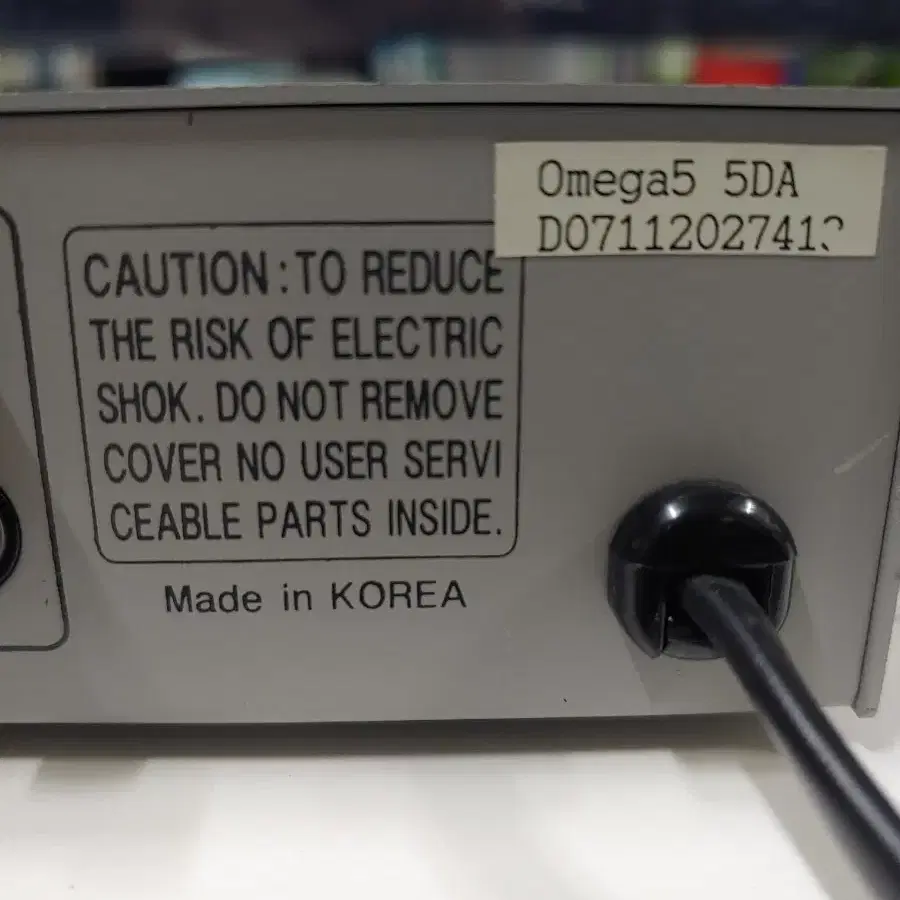 Omega5 5DA
CAUTION : TO REDUCE
THE RISK OF ELECTRIC
SHOK. DO NOT REMOVE
COVER NO USER SERVI
CEABLE PARTS INSIDE.
Made in KOREA